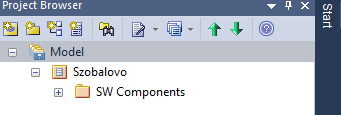 Project Browser
Start
Model
Szobalovo
SW Components